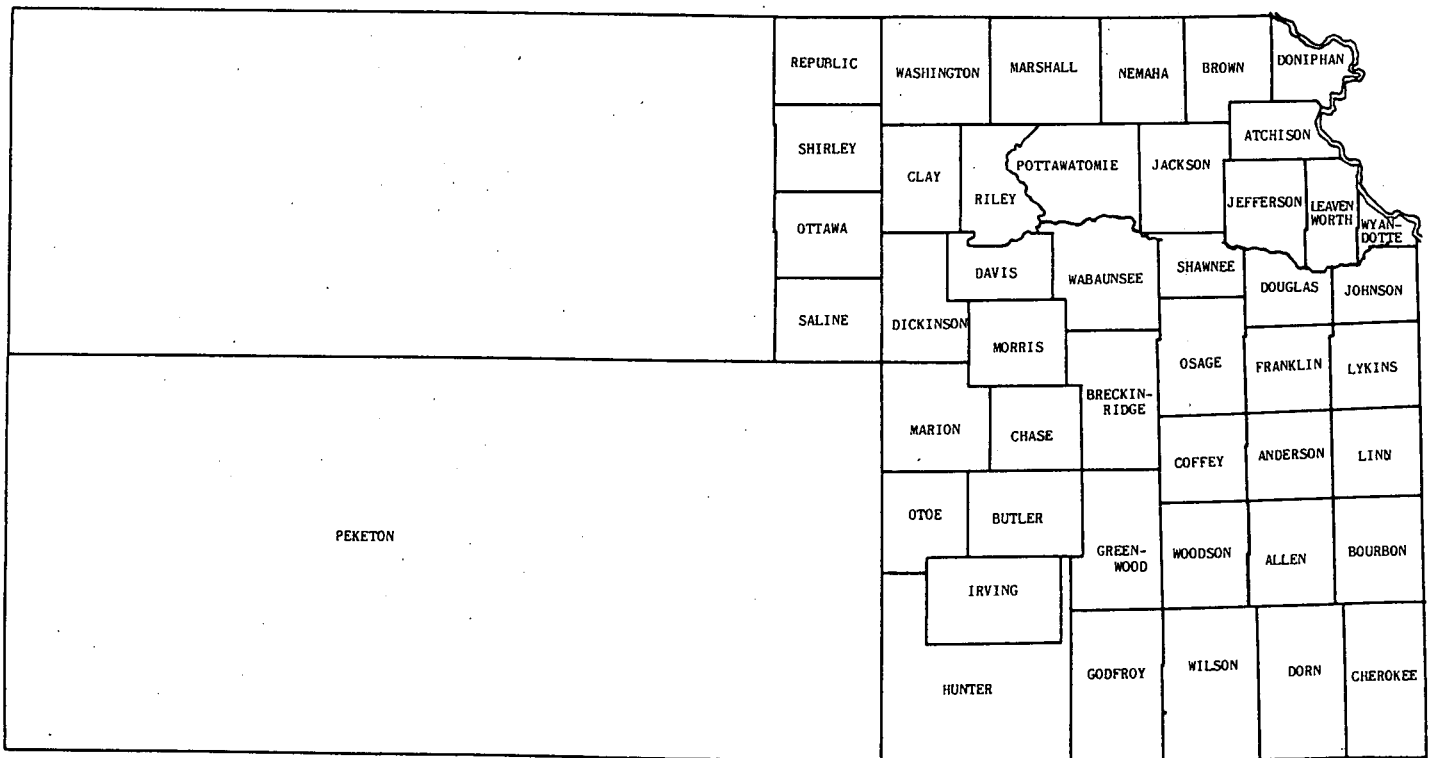 REPUBLIC
WASHINGTON
MARSHALL
NEMAHA
BROWN
DONIPHAN
ATCHISON
SHIRLEY
CLAY
RILEY
POTTAWATOMIE
JACKSON
JEFFERSON
LEAVEN
WORTH
WYAN-
DOTTE
OTTAWA
DAVIS
WABAUNSEE
SHAWNEE
DOUGLAS
JOHNSON
SALINE
DICKINSON
MORRIS
OSAGE
FRANKLIN
LYKINS
BRECKIN-
RIDGE
MARION
CHASE
COFFEY
ANDERSON
LINN
PEKETON
OTOE
BUTLER
GREEN-
WOOD
WOODSON
ALLEN
BOURBON
IRVING
HUNTER
GODFROY
WILSON
DORN
CHEROKEE